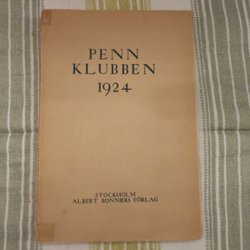 PENN
KLUBBEN
1924
STOCKHOLM
ALBERT BONNIERS FÖRLAG